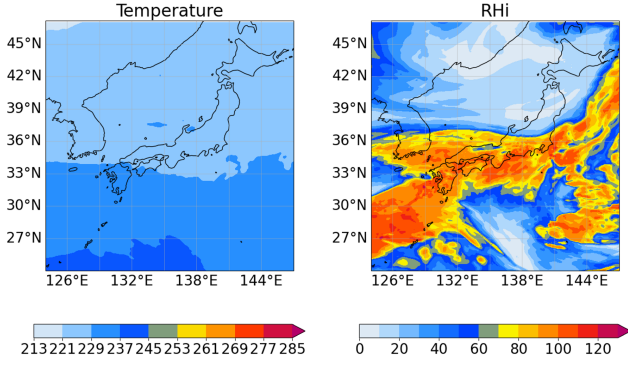 Temperature RHi
45°N 45°N
42°N 42°N
39°N 39°N
36°N 36°N
33°N 33°N
30°N 30°N
27°N 27°N
126°E 132°E 138°E 144°E 126°E 132°E 138°E 144°E
213 221 229 237 245 253 261 269 277 285 0 20 40 60 80 100 120